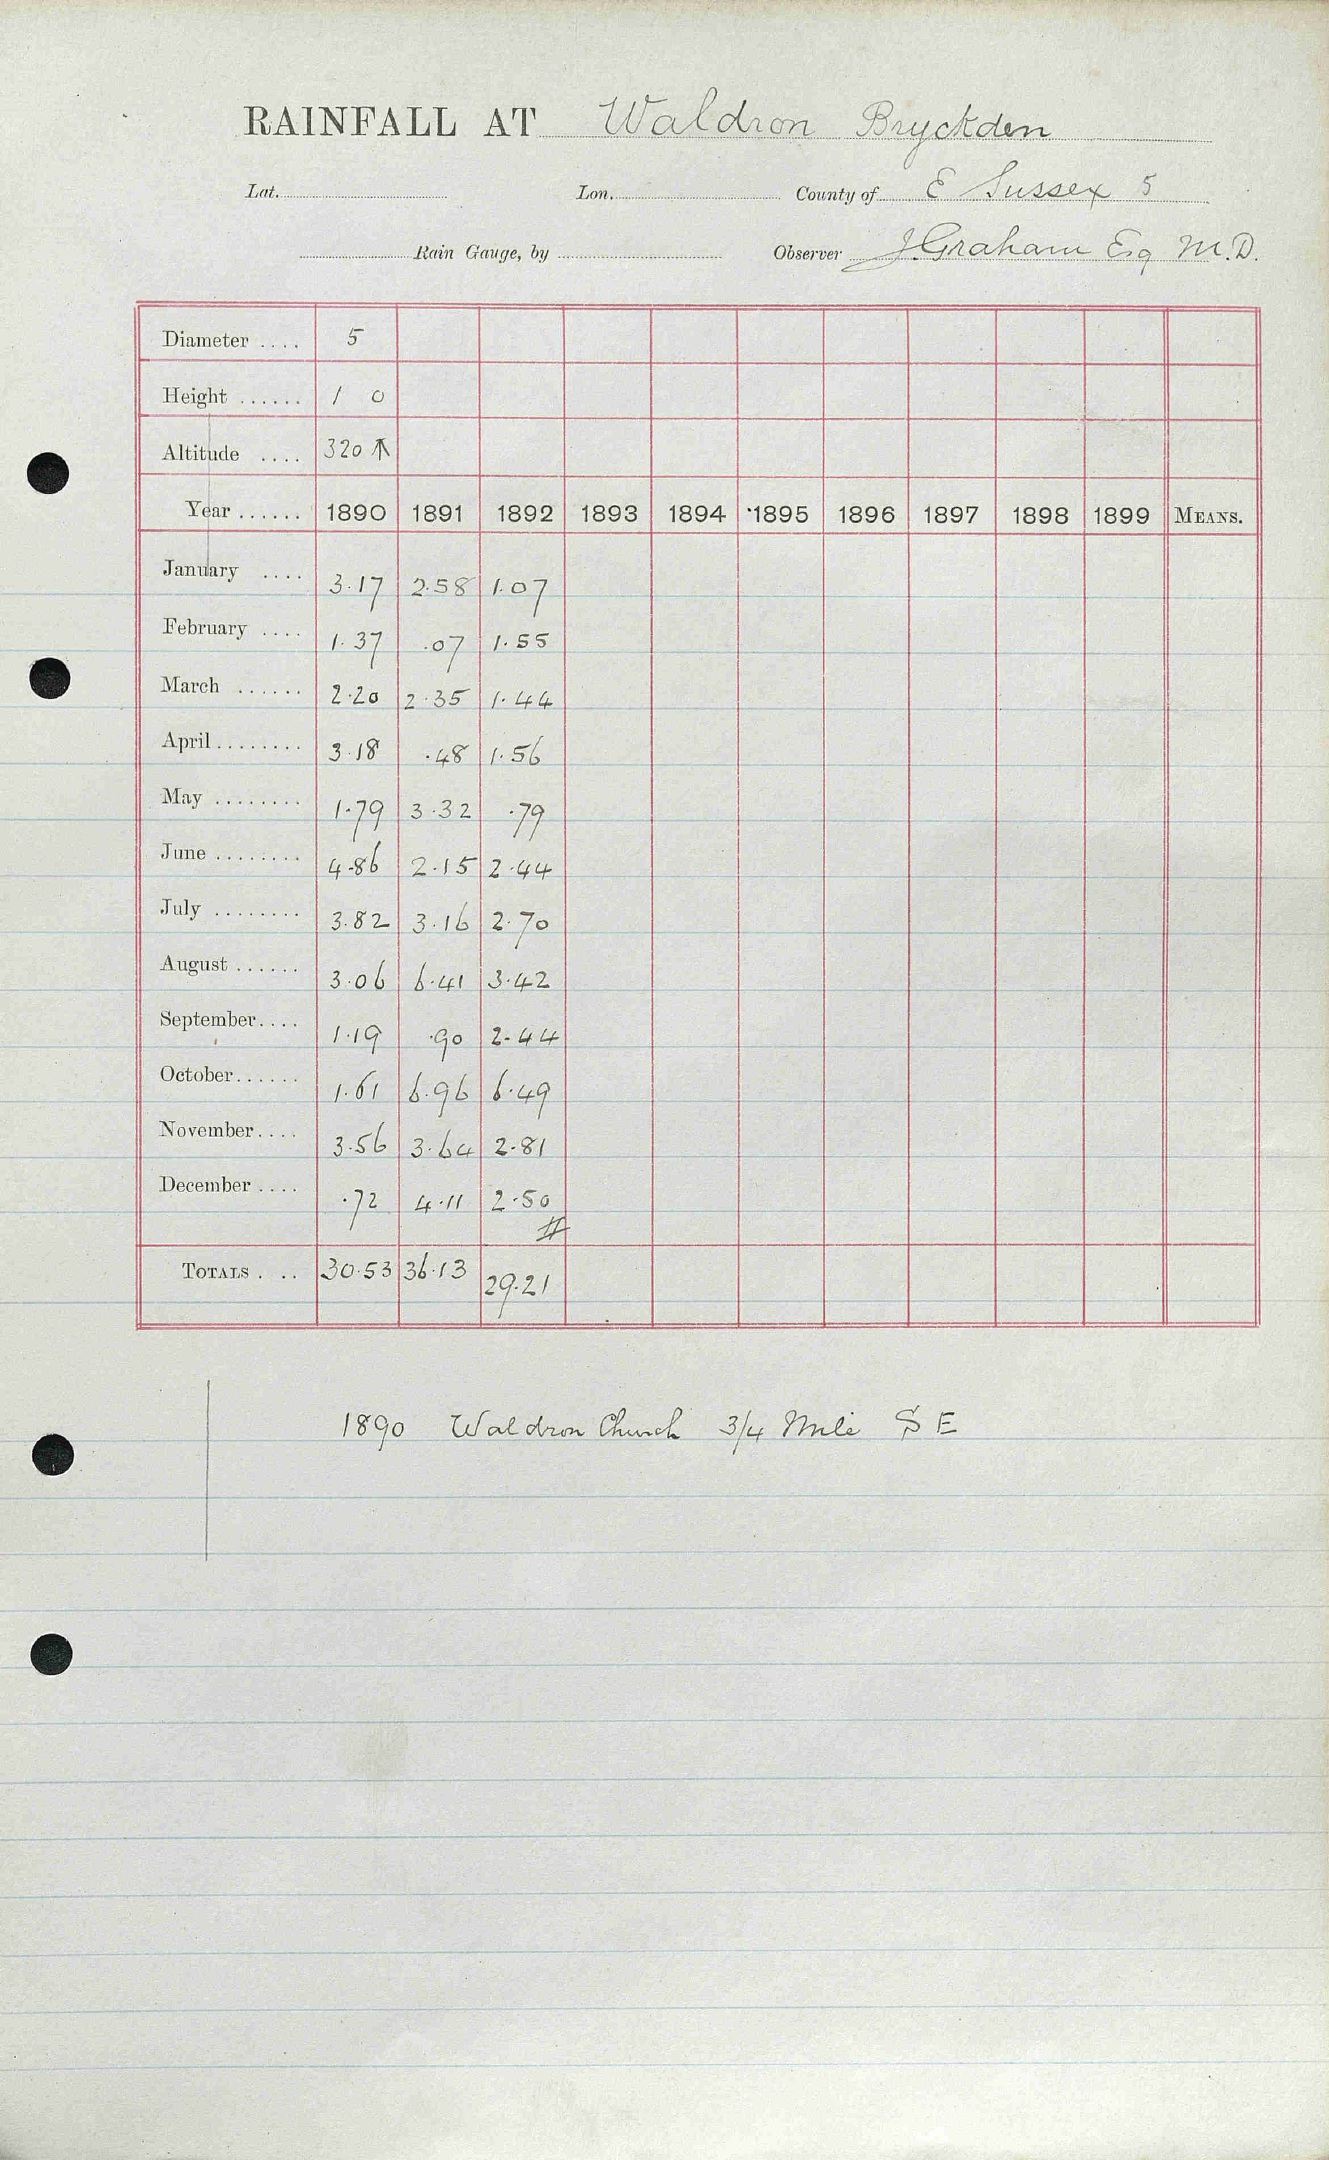 RAINFALL AT Waldron Bryckden
Lat. Lon. County of E Sussex 5
Rain Gauge, by Observer J. Graham Esq M.D.
Diameter .... 5
Height ...... 1 0
Altitude .... 320 ↑
Year ...... 1890 1891 1892 1893 1894 1895 1896 1897 1898 1899 MEANS.
January .... 3.17 2.58 1.07
February .... 1.37 .07 1.55
March ...... 2.20 2.35 1.44
April ........ 3.18 .48 1.56
May ........ 1.79 3.32 .79
June ........ 4.86 2.15 2.44
July ........ 3.82 3.16 2.70
August ...... 3.06 6.41 3.42
September .... 1.19 .90 2.44
October ...... 1.61 6.96 6.49
November .... 3.56 3.64 2.81
December .... .72 4.11 2.50
#
TOTALS . .. 30.53 36.13 29.21
1890 Waldron Church 3/4 Mile S E